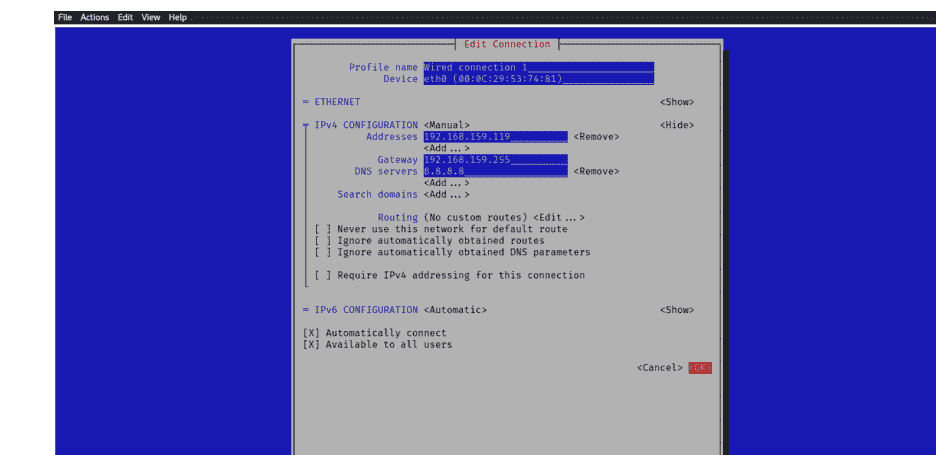 File Actions Edit View Help
Edit Connection
Profile name Wired connection 1
Device eth0 (00:0C:29:53:74:81)
= ETHERNET <Show>
IPv4 CONFIGURATION <Manual> <Hide>
Addresses 192.168.159.119 <Remove>
<Add ... >
Gateway 192.168.159.255
DNS servers 8.8.8.8 <Remove>
<Add ... >
Search domains <Add ... >
Routing (No custom routes) <Edit ... >
[ ] Never use this network for default route
[ ] Ignore automatically obtained routes
[ ] Ignore automatically obtained DNS parameters
[ ] Require IPv4 addressing for this connection
= IPv6 CONFIGURATION <Automatic> <Show>
[X] Automatically connect
[X] Available to all users
<Cancel> <OK>